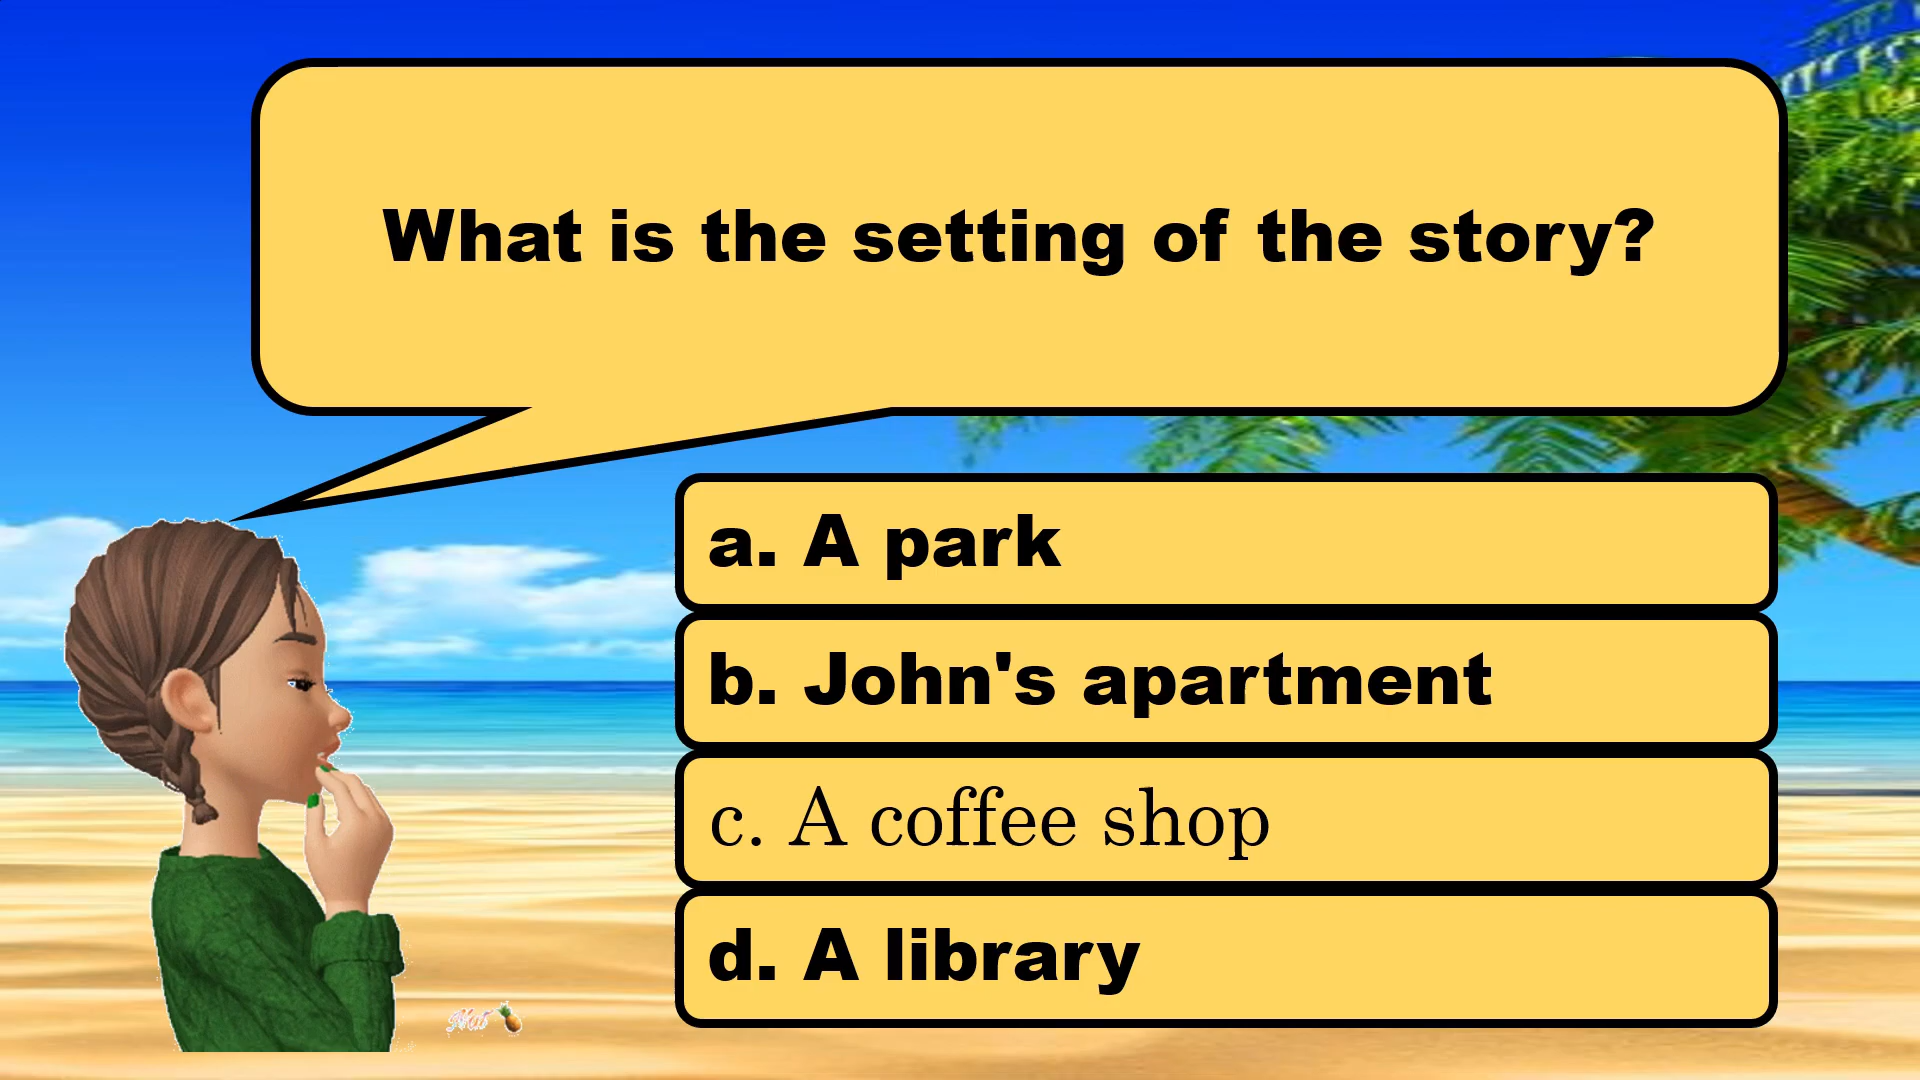 What is the setting of the story?
a. A park
b. John's apartment
c. A coffee shop
d. A library